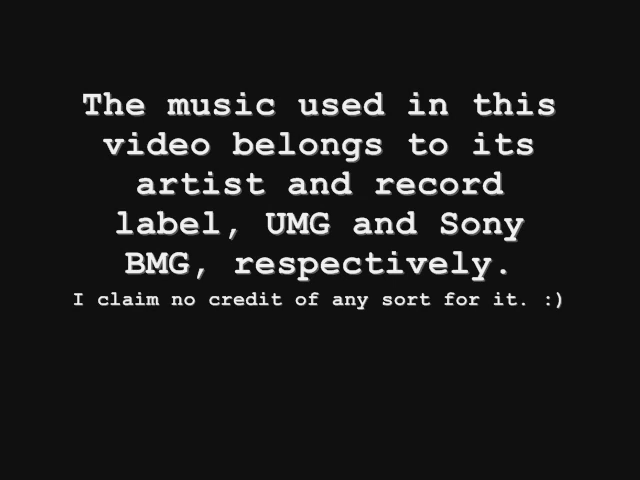 The music used in this
video belongs to its
artist and record
label, UMG and Sony
BMG, respectively.
I claim no credit of any sort for it. :)